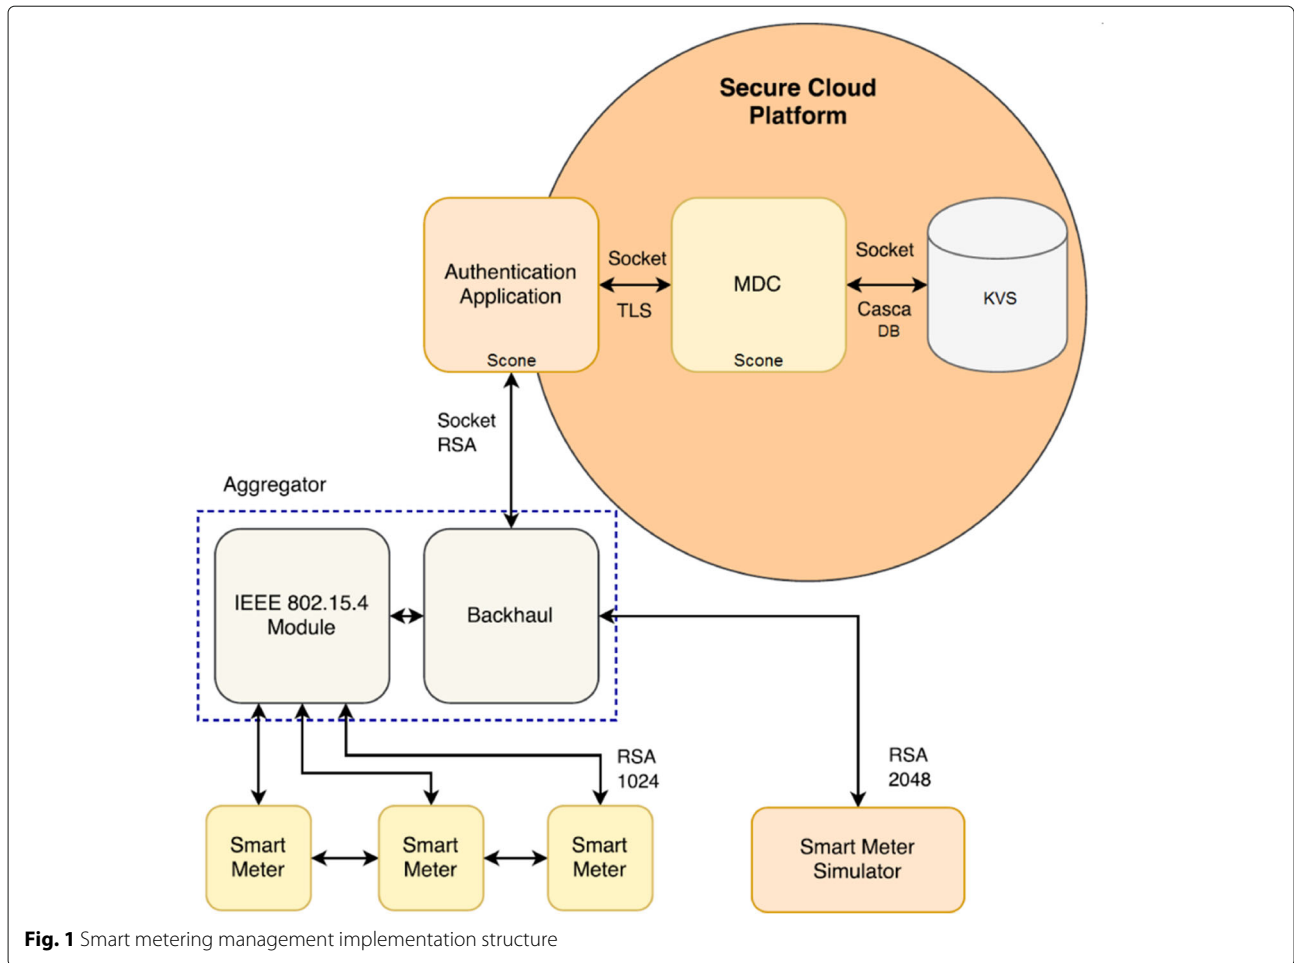 Secure Cloud
Platform
Authentication
Application
Scone
Socket
TLS
MDC
Scone
Socket
Casca
DB
KVS
Socket
RSA
Aggregator
IEEE 802.15.4
Module
Backhaul
RSA
1024
RSA
2048
Smart
Meter
Smart
Meter
Smart
Meter
Smart Meter
Simulator
Fig. 1 Smart metering management implementation structure